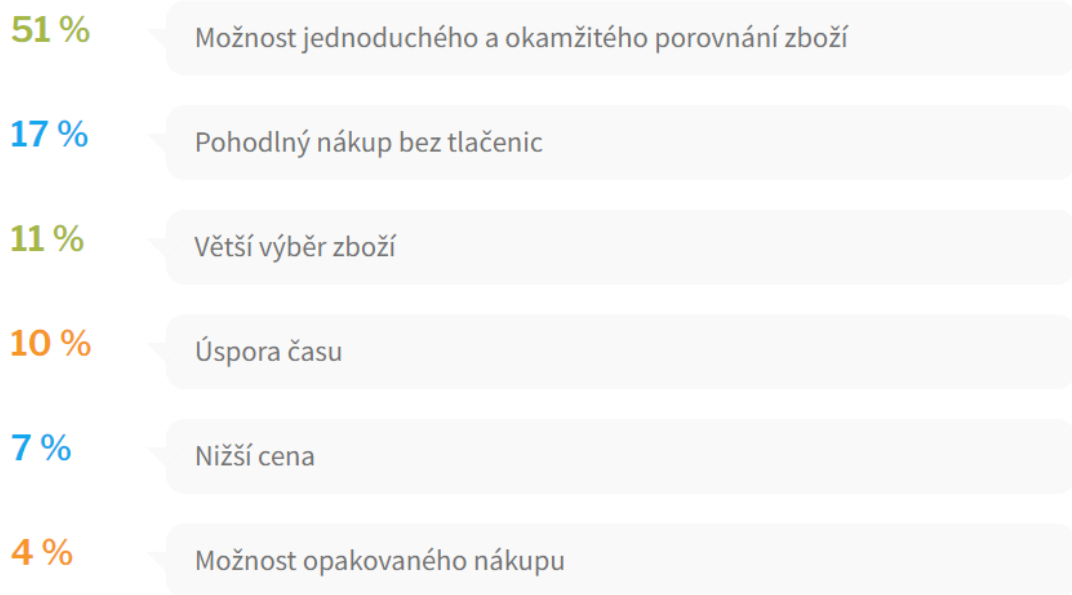 51 % Možnost jednoduchého a okamžitého porovnání zboží
17 % Pohodlný nákup bez tlačenic
11 % Větší výběr zboží
10 % Úspora času
7 % Nižší cena
4 % Možnost opakovaného nákupu